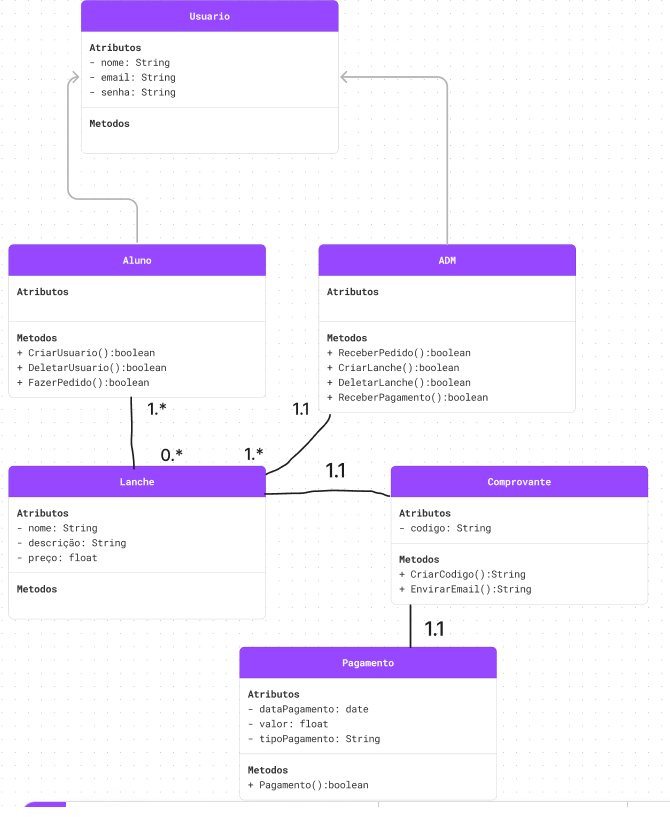 Usuario
Atributos
- nome: String
- email: String
- senha: String
Metodos
Aluno
Atributos
Metodos
+ CriarUsuario():boolean
+ DeletarUsuario():boolean
+ FazerPedido():boolean
ADM
Atributos
Metodos
+ ReceberPedido():boolean
+ CriarLanche():boolean
+ DeletarLanche():boolean
+ ReceberPagamento():boolean
1.*
1.1
0.*
1.*
1.1
Lanche
Atributos
- nome: String
- descrição: String
- preço: float
Metodos
Comprovante
Atributos
- codigo: String
Metodos
+ CriarCodigo():String
+ EnvirarEmail():String
1.1
Pagamento
Atributos
- dataPagamento: date
- valor: float
- tipoPagamento: String
Metodos
+ Pagamento():boolean